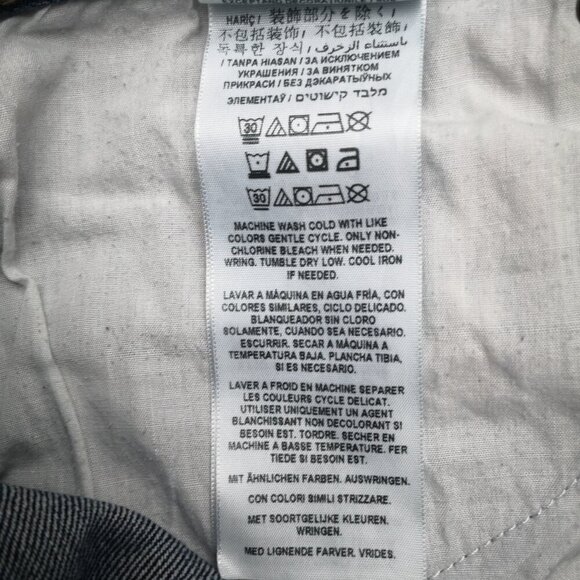 HARİÇ / 装飾部分を除く /
不包括装饰 / 不包括裝飾 /
독특한 장식 / باستثناء الزخرف /
/ TANPA HIASAN / ЗА ИСКЛЮЧЕНИЕМ
УКРАШЕНИЯ / ЗА ВИНЯТКОМ
ПРИКРАСИ / БЕЗ ДЭКАРАТЫЎНЫХ
ЭЛЕМЕНТАЎ / מלבד קישוטים /
30
30
MACHINE WASH COLD WITH LIKE
COLORS GENTLE CYCLE. ONLY NON-
CHLORINE BLEACH WHEN NEEDED.
WRING. TUMBLE DRY LOW. COOL IRON
IF NEEDED.
LAVAR A MÁQUINA EN AGUA FRÍA, CON
COLORES SIMILARES, CICLO DELICADO.
BLANQUEADOR SIN CLORO
SOLAMENTE, CUANDO SEA NECESARIO.
ESCURRIR. SECAR A MÁQUINA A
TEMPERATURA BAJA. PLANCHA TIBIA,
SI ES NECESARIO.
LAVER A FROID EN MACHINE SEPARER
LES COULEURS CYCLE DELICAT.
UTILISER UNIQUEMENT UN AGENT
BLANCHISSANT NON DECOLORANT SI
BESOIN EST. TORDRE. SECHER EN
MACHINE A BASSE TEMPERATURE. FER
TIEDE SI BESOIN EST.
MIT ÄHNLICHEN FARBEN. AUSWRINGEN.
CON COLORI SIMILI STRIZZARE.
MET SOORTGELIJKE KLEUREN.
WRINGEN.
MED LIGNENDE FARVER. VRIDES.